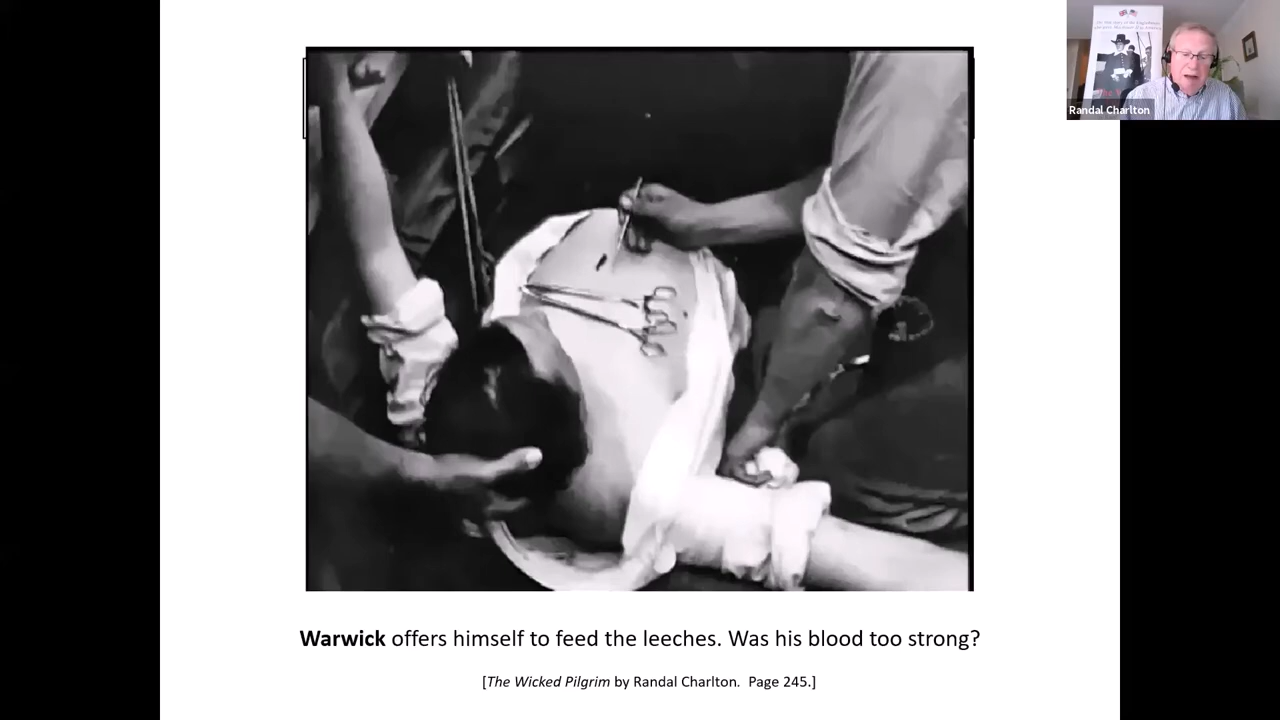 Randal Charlton
Warwick offers himself to feed the leeches. Was his blood too strong?
[The Wicked Pilgrim by Randal Charlton.  Page 245.]